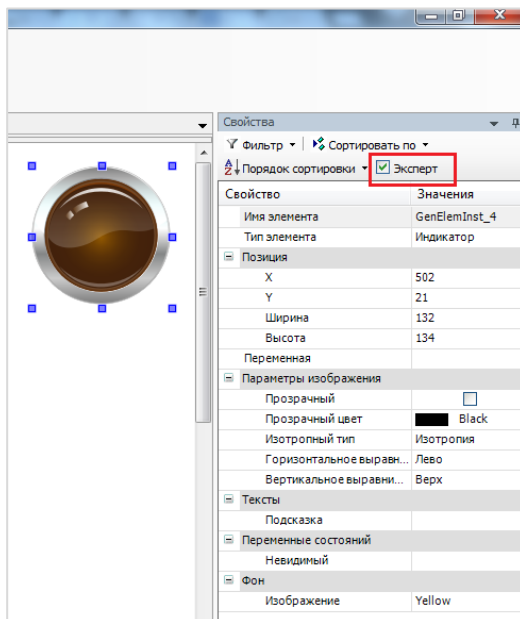 Свойства
Фильтр Сортировать по
Порядок сортировки Эксперт
Свойство Значения
Имя элемента GenElemInst_4
Тип элемента Индикатор
Позиция
X 502
Y 21
Ширина 132
Высота 134
Переменная
Параметры изображения
Прозрачный
Прозрачный цвет Black
Изотропный тип Изотропия
Горизонтальное выравн... Лево
Вертикальное выравни... Верх
Тексты
Подсказка
Переменные состояний
Невидимый
Фон
Изображение Yellow